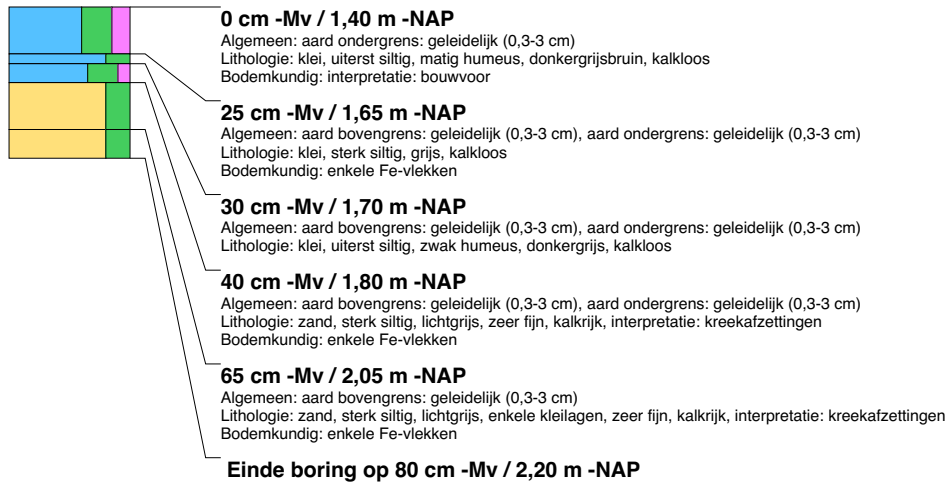 0 cm -Mv / 1,40 m -NAP
Algemeen: aard ondergrens: geleidelijk (0,3-3 cm)
Lithologie: klei, uiterst siltig, matig humeus, donkergrijsbruin, kalkloos
Bodemkundig: interpretatie: bouwvoor
25 cm -Mv / 1,65 m -NAP
Algemeen: aard bovengrens: geleidelijk (0,3-3 cm), aard ondergrens: geleidelijk (0,3-3 cm)
Lithologie: klei, sterk siltig, grijs, kalkloos
Bodemkundig: enkele Fe-vlekken
30 cm -Mv / 1,70 m -NAP
Algemeen: aard bovengrens: geleidelijk (0,3-3 cm), aard ondergrens: geleidelijk (0,3-3 cm)
Lithologie: klei, uiterst siltig, zwak humeus, donkergrijs, kalkloos
40 cm -Mv / 1,80 m -NAP
Algemeen: aard bovengrens: geleidelijk (0,3-3 cm), aard ondergrens: geleidelijk (0,3-3 cm)
Lithologie: zand, sterk siltig, lichtgrijs, zeer fijn, kalkrijk, interpretatie: kreekafzettingen
Bodemkundig: enkele Fe-vlekken
65 cm -Mv / 2,05 m -NAP
Algemeen: aard bovengrens: geleidelijk (0,3-3 cm)
Lithologie: zand, sterk siltig, lichtgrijs, enkele kleilagen, zeer fijn, kalkrijk, interpretatie: kreekafzettingen
Bodemkundig: enkele Fe-vlekken
Einde boring op 80 cm -Mv / 2,20 m -NAP